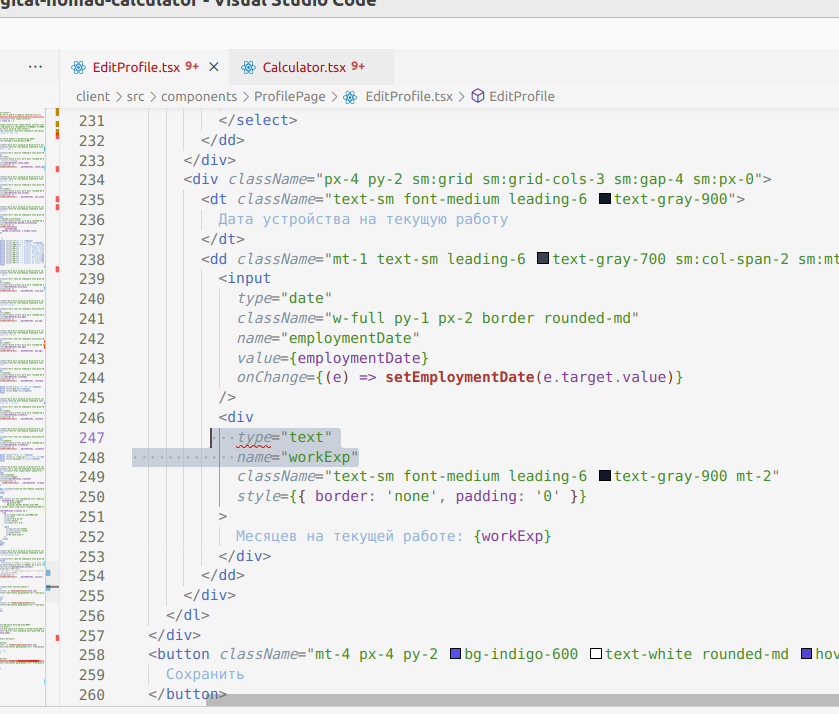 gital-nomad-calculator - Visual Studio Code
··· EditProfile.tsx 9+ × Calculator.tsx 9+
client > src > components > ProfilePage > EditProfile.tsx > EditProfile
231 </select>
232 </dd>
233 </div>
234 <div className="px-4 py-2 sm:grid sm:grid-cols-3 sm:gap-4 sm:px-0">
235 <dt className="text-sm font-medium leading-6 text-gray-900">
236 Дата устройства на текущую работу
237 </dt>
238 <dd className="mt-1 text-sm leading-6 text-gray-700 sm:col-span-2 sm:mt
239 <input
240 type="date"
241 className="w-full py-1 px-2 border rounded-md"
242 name="employmentDate"
243 value={employmentDate}
244 onChange={(e) => setEmploymentDate(e.target.value)}
245 />
246 <div
247 type="text"
248 name="workExp"
249 className="text-sm font-medium leading-6 text-gray-900 mt-2"
250 style={{ border: 'none', padding: '0' }}
251 >
252 Месяцев на текущей работе: {workExp}
253 </div>
254 </dd>
255 </div>
256 </dl>
257 </div>
258 <button className="mt-4 px-4 py-2 bg-indigo-600 text-white rounded-md hov
259 Сохранить
260 </button>